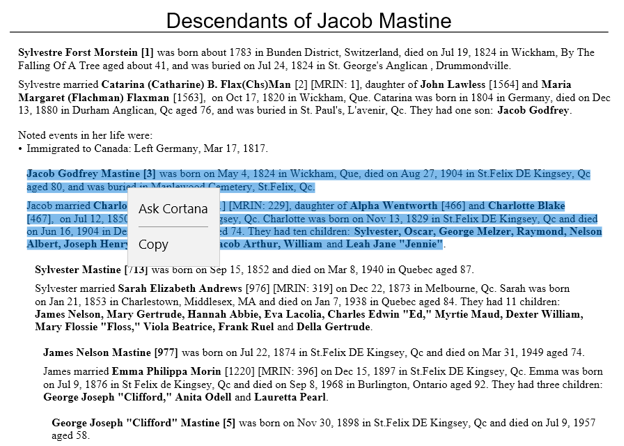 Descendants of Jacob Mastine
Sylvestre Forst Morstein [1] was born about 1783 in Bunden District, Switzerland, died on Jul 19, 1824 in Wickham, By The
Falling Of A Tree aged about 41, and was buried on Jul 24, 1824 in St. George's Anglican , Drummondville.
Sylvestre married Catarina (Catharine) B. Flax(Chs)Man [2] [MRIN: 1], daughter of John Lawless [1564] and Maria
Margaret (Flachman) Flaxman [1563], on Oct 17, 1820 in Wickham, Que. Catarina was born in 1804 in Germany, died on Dec
13, 1880 in Durham Anglican, Qc aged 76, and was buried in St. Paul's, L'avenir, Qc. They had one son: Jacob Godfrey.
Noted events in her life were:
• Immigrated to Canada: Left Germany, Mar 17, 1817.
Jacob Godfrey Mastine [3] was born on May 4, 1824 in Wickham, Que, died on Aug 27, 1904 in St.Felix DE Kingsey, Qc
aged 80, and was buried in Maplewood Cemetery, St.Felix, Qc.
Jacob married Charlo ] [MRIN: 229], daughter of Alpha Wentworth [466] and Charlotte Blake
[467], on Jul 12, 1850 gsey, Qc. Charlotte was born on Nov 13, 1829 in St.Felix DE Kingsey, Qc and died
on Jun 16, 1904 in De ed 74. They had ten children: Sylvester, Oscar, George Melzer, Raymond, Nelson
Albert, Joseph Henry acob Arthur, William and Leah Jane "Jennie".
Ask Cortana
Copy
Sylvester Mastine [713] was born on Sep 15, 1852 and died on Mar 8, 1940 in Quebec aged 87.
Sylvester married Sarah Elizabeth Andrews [976] [MRIN: 319] on Dec 22, 1873 in Melbourne, Qc. Sarah was born
on Jan 21, 1853 in Charlestown, Middlesex, MA and died on Jan 7, 1938 in Quebec aged 84. They had 11 children:
James Nelson, Mary Gertrude, Hannah Abbie, Eva Lacolia, Charles Edwin "Ed," Myrtie Maud, Dexter William,
Mary Flossie "Floss," Viola Beatrice, Frank Ruel and Della Gertrude.
James Nelson Mastine [977] was born on Jul 22, 1874 in St.Felix DE Kingsey, Qc and died on Mar 31, 1949 aged 74.
James married Emma Philippa Morin [1220] [MRIN: 396] on Dec 15, 1897 in St.Felix DE Kingsey, Qc. Emma was born
on Jul 9, 1876 in St Felix de Kingsey, Qc and died on Sep 8, 1968 in Burlington, Ontario aged 92. They had three children:
George Joseph "Clifford," Anita Odell and Lauretta Pearl.
George Joseph "Clifford" Mastine [5] was born on Nov 30, 1898 in St.Felix DE Kingsey, Qc and died on Jul 9, 1957
aged 58.